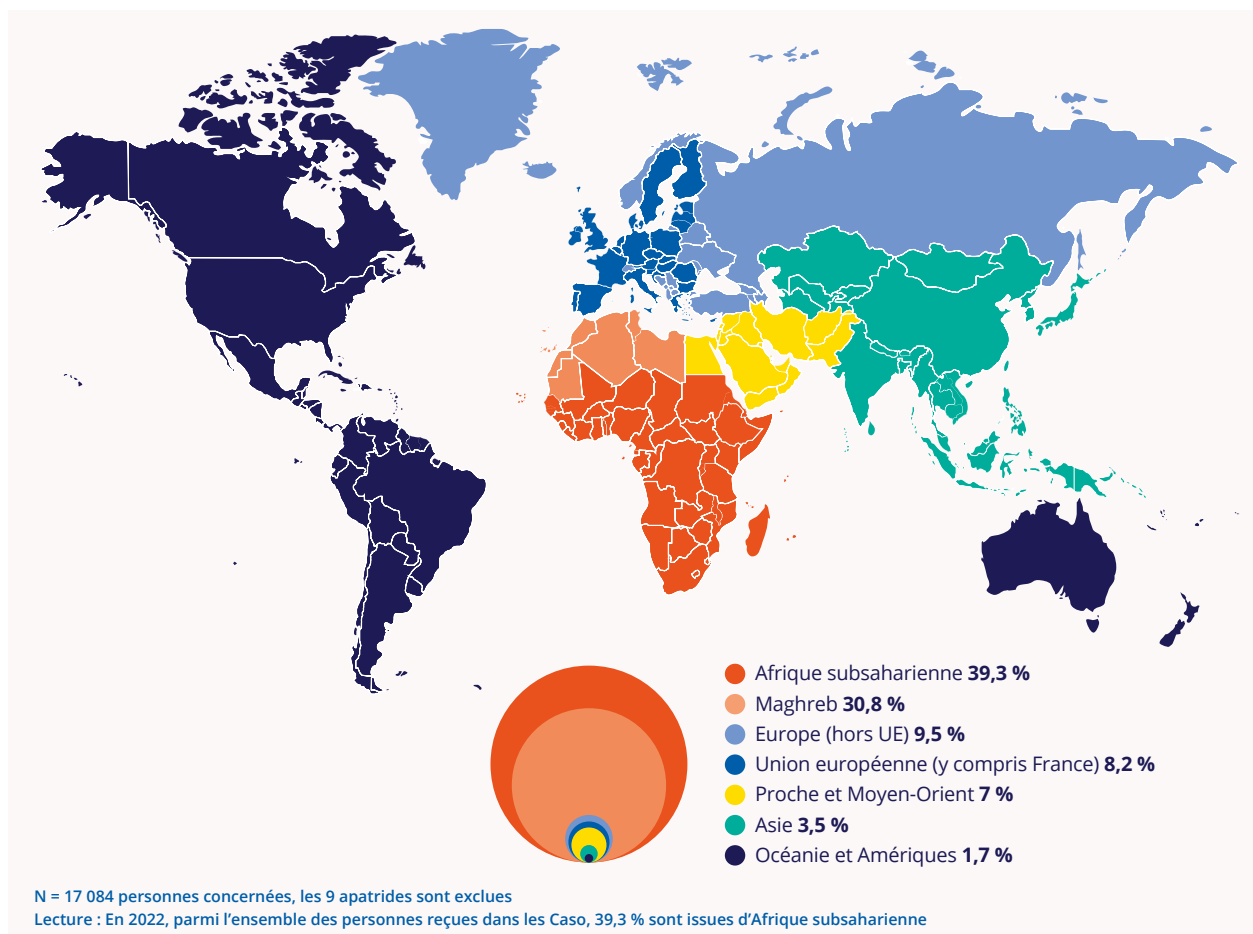 Afrique subsaharienne 39,3 %
Maghreb 30,8 %
Europe (hors UE) 9,5 %
Union européenne (y compris France) 8,2 %
Proche et Moyen-Orient 7 %
Asie 3,5 %
Océanie et Amériques 1,7 %
N = 17 084 personnes concernées, les 9 apatrides sont exclues
Lecture : En 2022, parmi l’ensemble des personnes reçues dans les Caso, 39,3 % sont issues d’Afrique subsaharienne